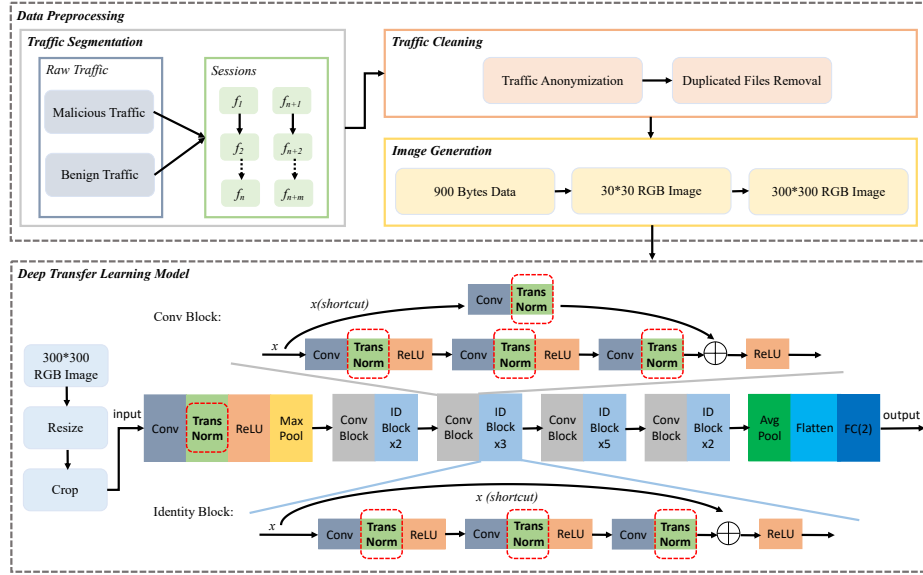 Data Preprocessing
Traffic Segmentation
Raw Traffic
Malicious Traffic
Benign Traffic
Sessions
f1
fn+1
f2
fn+2
fn
fn+m
Traffic Cleaning
Traffic Anonymization
Duplicated Files Removal
Image Generation
900 Bytes Data
30*30 RGB Image
300*300 RGB Image
Deep Transfer Learning Model
Conv Block:
x(shortcut)
Conv
Trans
Norm
x
Conv
Trans
Norm
ReLU
Conv
Trans
Norm
ReLU
Conv
Trans
Norm
ReLU
300*300
RGB Image
Resize
Crop
input
Conv
Trans
Norm
ReLU
Max
Pool
Conv
Block
ID
Block
x2
Conv
Block
ID
Block
x3
Conv
Block
ID
Block
x5
Conv
Block
ID
Block
x2
Avg
Pool
Flatten
FC(2)
output
Identity Block:
x (shortcut)
x
Conv
Trans
Norm
ReLU
Conv
Trans
Norm
ReLU
Conv
Trans
Norm
ReLU